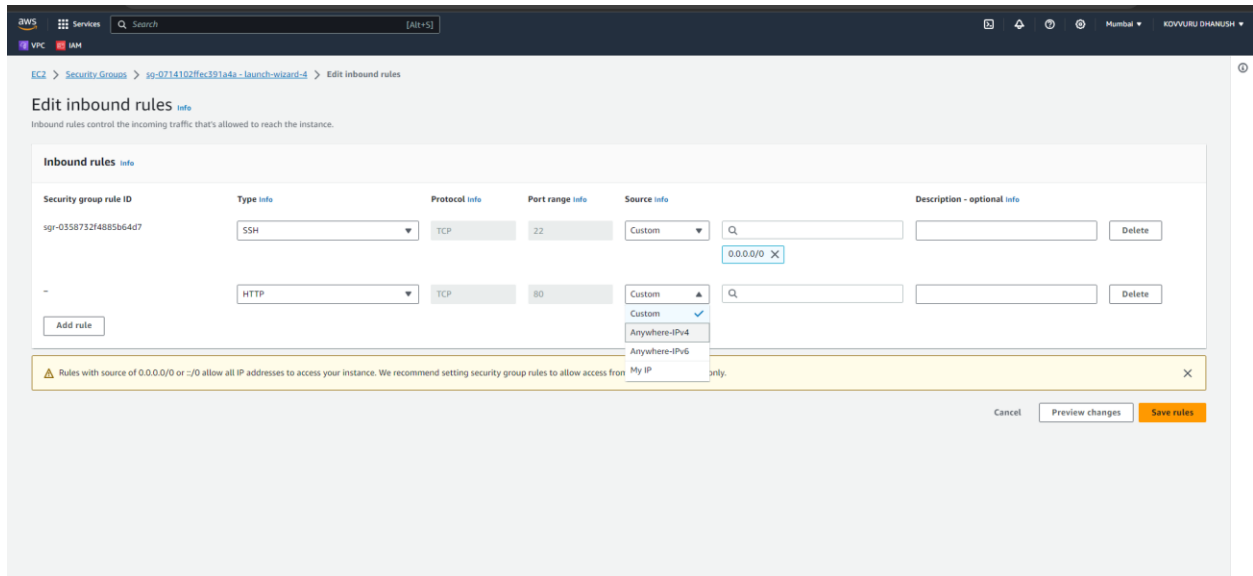 aws Services Search [Alt+S] Mumbai KOVVURU DHANUSH
VPC IAM
EC2 > Security Groups > sg-0714102ffec391a4a - launch-wizard-4 > Edit inbound rules
Edit inbound rules Info
Inbound rules control the incoming traffic that's allowed to reach the instance.
Inbound rules Info
Security group rule ID Type Info Protocol Info Port range Info Source Info Description - optional Info
sgr-0358732f4885b64d7 SSH TCP 22 Custom Delete
0.0.0.0/0
– HTTP TCP 80 Custom Delete
Custom
Add rule
Anywhere-IPv4
Anywhere-IPv6
My IP
Rules with source of 0.0.0.0/0 or ::/0 allow all IP addresses to access your instance. We recommend setting security group rules to allow access from only.
Cancel Preview changes Save rules